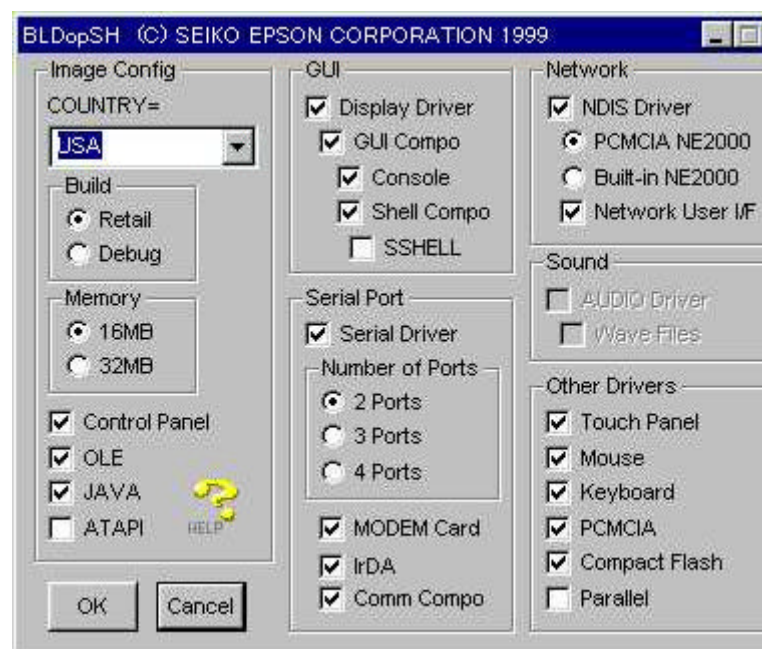 BLDopSH (C) SEIKO EPSON CORPORATION 1999
Image Config
COUNTRY=
USA
Build
Retail
Debug
Memory
16MB
32MB
Control Panel
OLE
JAVA
ATAPI
HELP
OK
Cancel
GUI
Display Driver
GUI Compo
Console
Shell Compo
SSHELL
Serial Port
Serial Driver
Number of Ports
2 Ports
3 Ports
4 Ports
MODEM Card
IrDA
Comm Compo
Network
NDIS Driver
PCMCIA NE2000
Built-in NE2000
Network User I/F
Sound
AUDIO Driver
Wave Files
Other Drivers
Touch Panel
Mouse
Keyboard
PCMCIA
Compact Flash
Parallel